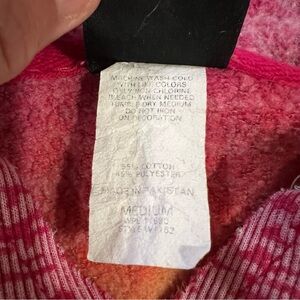 MACHINE WASH COLD
WITH LIKE COLORS
ONLY NON CHLORINE
BLEACH WHEN NEEDED
TUMBLE DRY MEDIUM
DO NOT IRON
ON DECORATION
55% COTTON
45% POLYESTER
MADE IN PAKISTAN
MEDIUM
WPL
STYLE